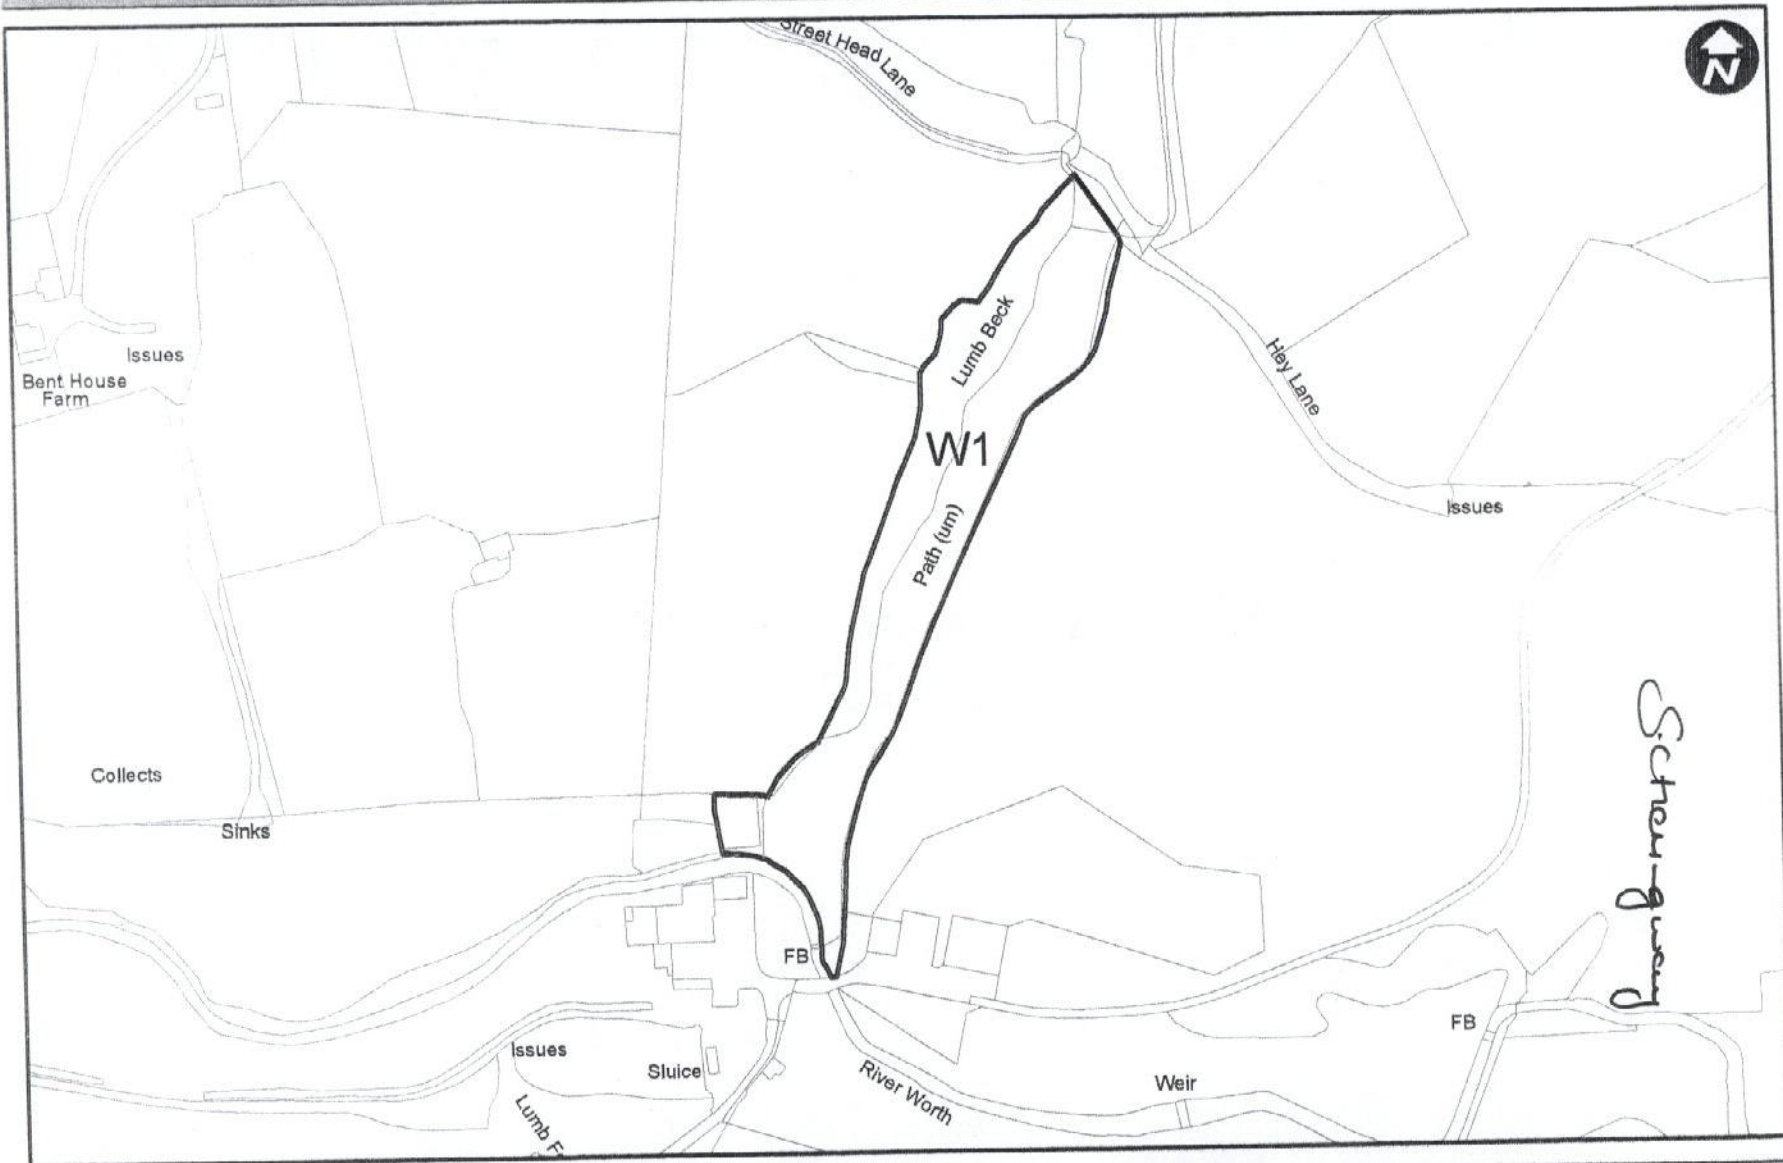 Street Head Lane
N
Issues
Bent House
Farm
Lumb Beck
Hey Lane
W1
Issues
Path (um)
Collects
Sinks
FB
FB
Issues
Sluice
River Worth
Weir
Lumb